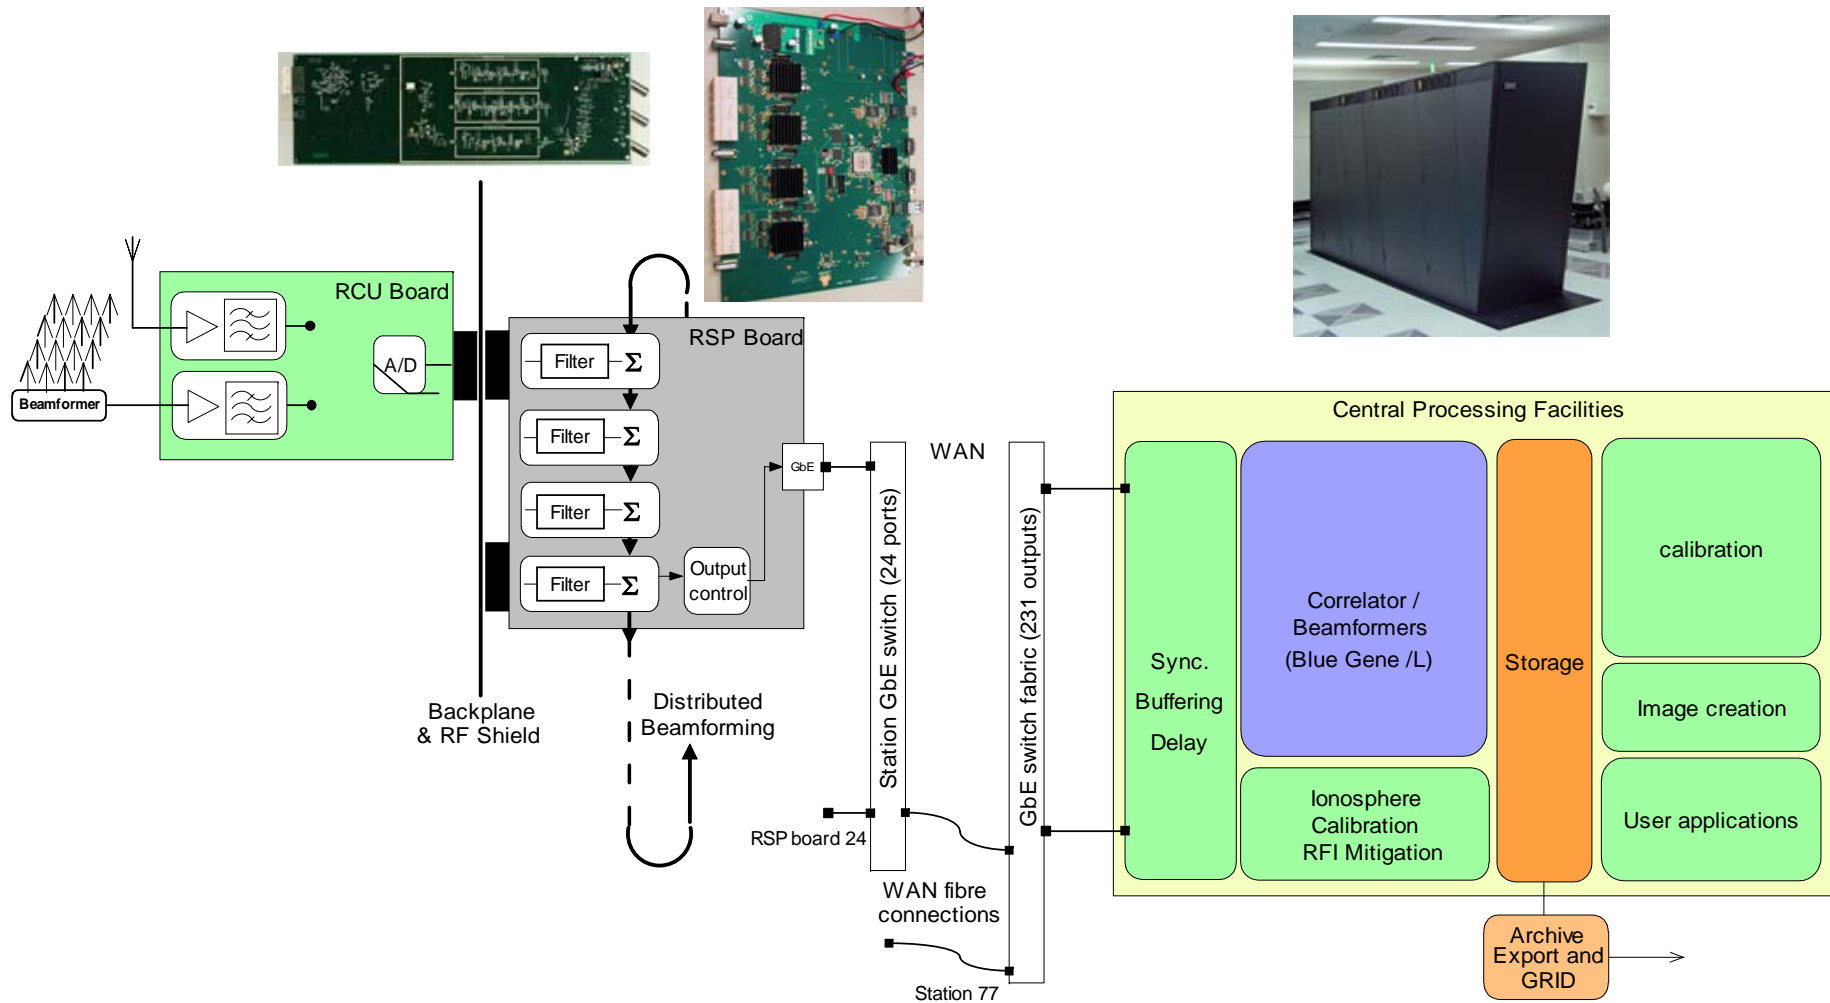 RCU Board
A/D
Beamformer
RSP Board
Filter Σ
Filter Σ
Filter Σ
Filter Σ
Output
control
GbE
Backplane
& RF Shield
Distributed
Beamforming
Station GbE switch (24 ports)
RSP board 24
WAN
GbE switch fabric (231 outputs)
WAN fibre
connections
Station 77
Central Processing Facilities
Sync.
Buffering
Delay
Correlator /
Beamformers
(Blue Gene /L)
Ionosphere
Calibration
RFI Mitigation
Storage
calibration
Image creation
User applications
Archive
Export and
GRID